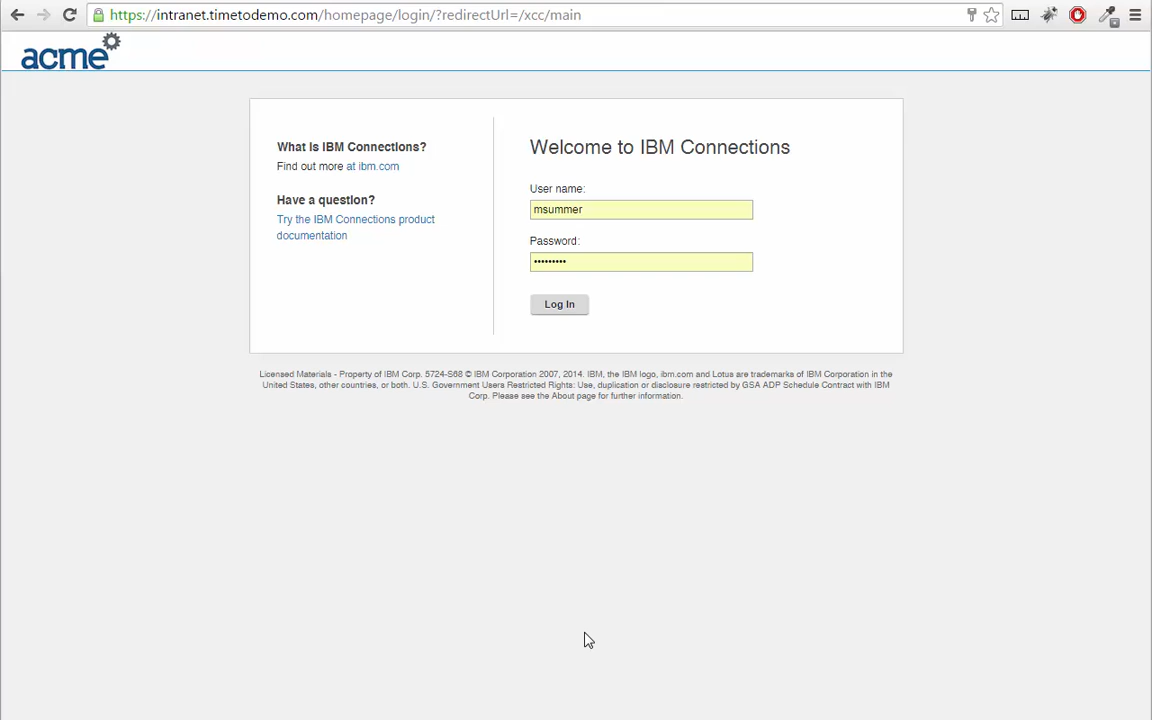 https://intranet.timetodemo.com/homepage/login/?redirectUrl=/xcc/main
acme
What is IBM Connections?
Find out more at ibm.com
Have a question?
Try the IBM Connections product
documentation
Welcome to IBM Connections
User name:
msummer
Password:
•••••••••
Log In
Licensed Materials - Property of IBM Corp. 5724-S68 © IBM Corporation 2007, 2014. IBM, the IBM logo, ibm.com and Lotus are trademarks of IBM Corporation in the
United States, other countries, or both. U.S. Government Users Restricted Rights: Use, duplication or disclosure restricted by GSA ADP Schedule Contract with IBM
Corp. Please see the About page for further information.